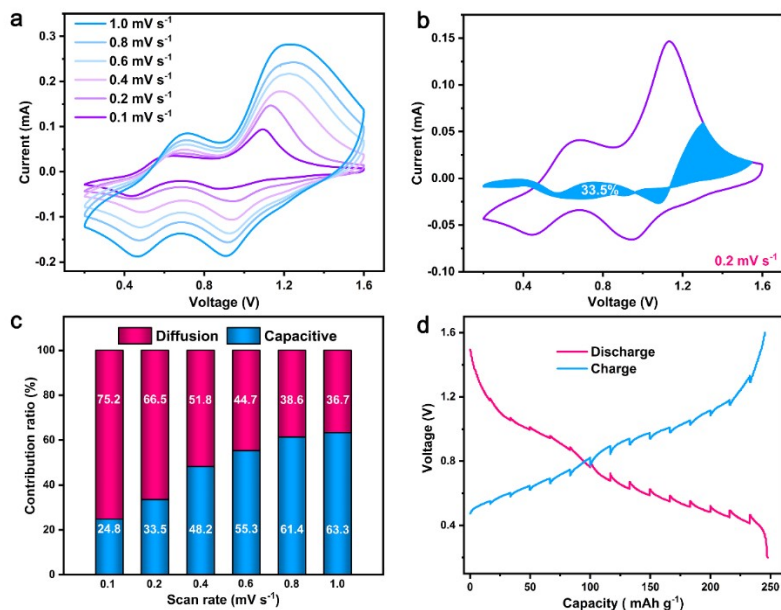 a
1.0 mV s⁻¹
0.8 mV s⁻¹
0.6 mV s⁻¹
0.4 mV s⁻¹
0.2 mV s⁻¹
0.1 mV s⁻¹
Current (mA)
0.3
0.2
0.1
0.0
-0.1
-0.2
0.4 0.8 1.2 1.6
Voltage (V)
b
Current (mA)
0.15
0.10
0.05
0.00
-0.05
-0.10
33.5%
0.2 mV s⁻¹
0.4 0.8 1.2 1.6
Voltage (V)
c
Diffusion Capacitive
Contribution ratio (%)
100
80
60
40
20
0
75.2 66.5 51.8 44.7 38.6 36.7
24.8 33.5 48.2 55.3 61.4 63.3
0.1 0.2 0.4 0.6 0.8 1.0
Scan rate (mV s⁻¹)
d
Discharge
Charge
Voltage (V)
1.6
1.2
0.8
0.4
0 50 100 150 200 250
Capacity ( mAh g⁻¹)